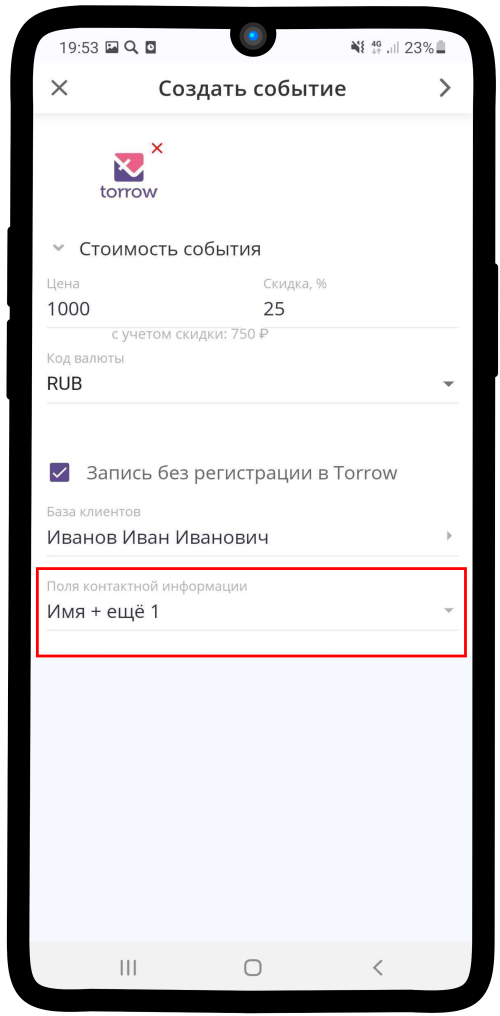 19:53
4G
23%
Создать событие
torrow
Стоимость события
Цена
Скидка, %
1000
25
с учетом скидки: 750 ₽
Код валюты
RUB
Запись без регистрации в Torrow
База клиентов
Иванов Иван Иванович
Поля контактной информации
Имя + ещё 1